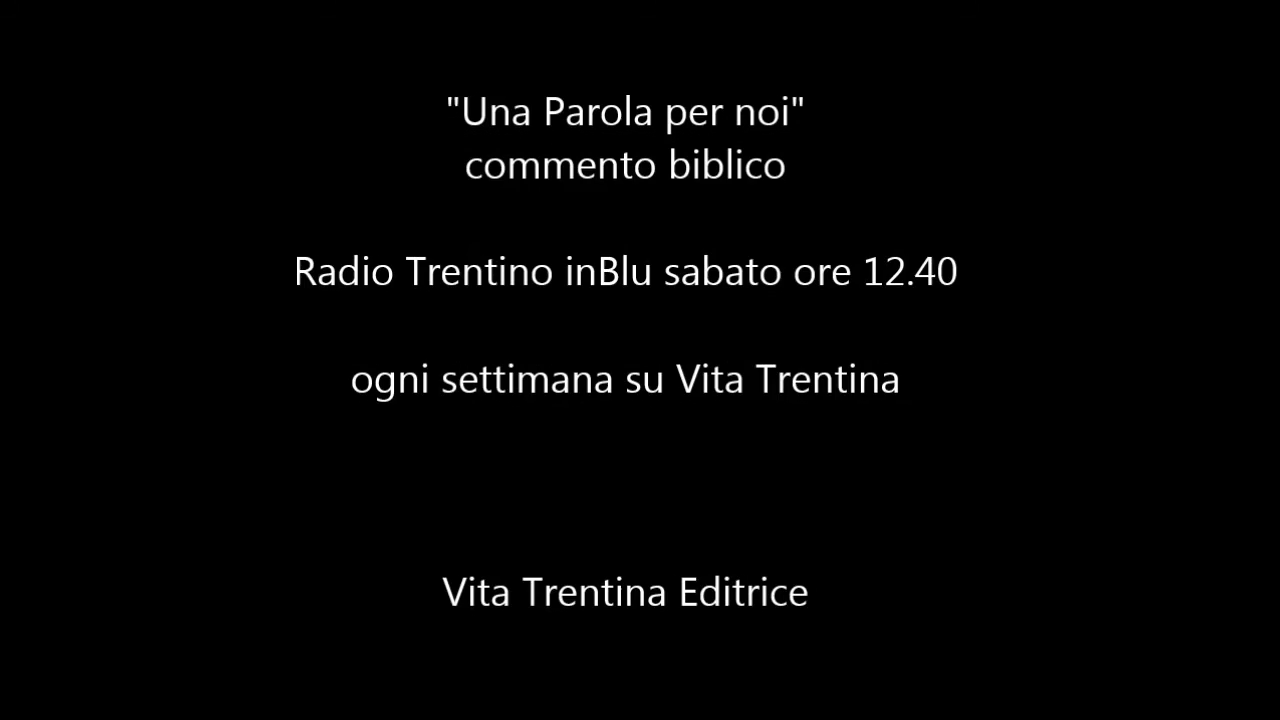 "Una Parola per noi"
commento biblico
Radio Trentino inBlu sabato ore 12.40
ogni settimana su Vita Trentina
Vita Trentina Editrice